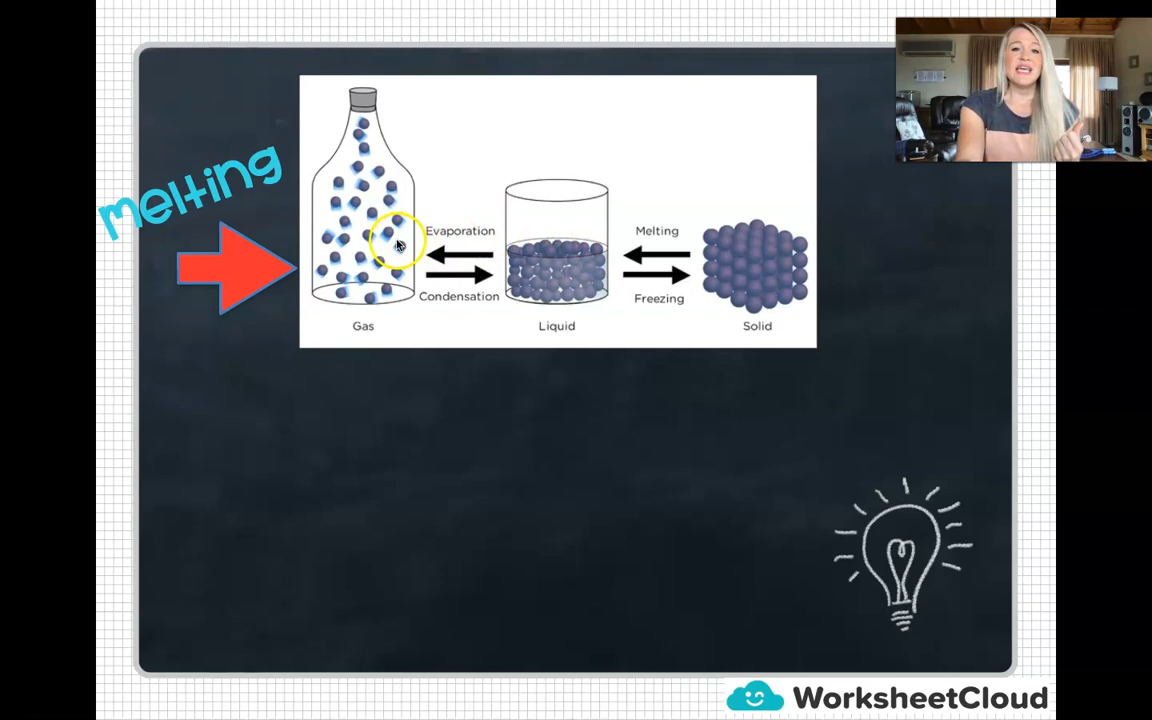 melting
Evaporation
Melting
Condensation
Freezing
Gas
Liquid
Solid
WorksheetCloud